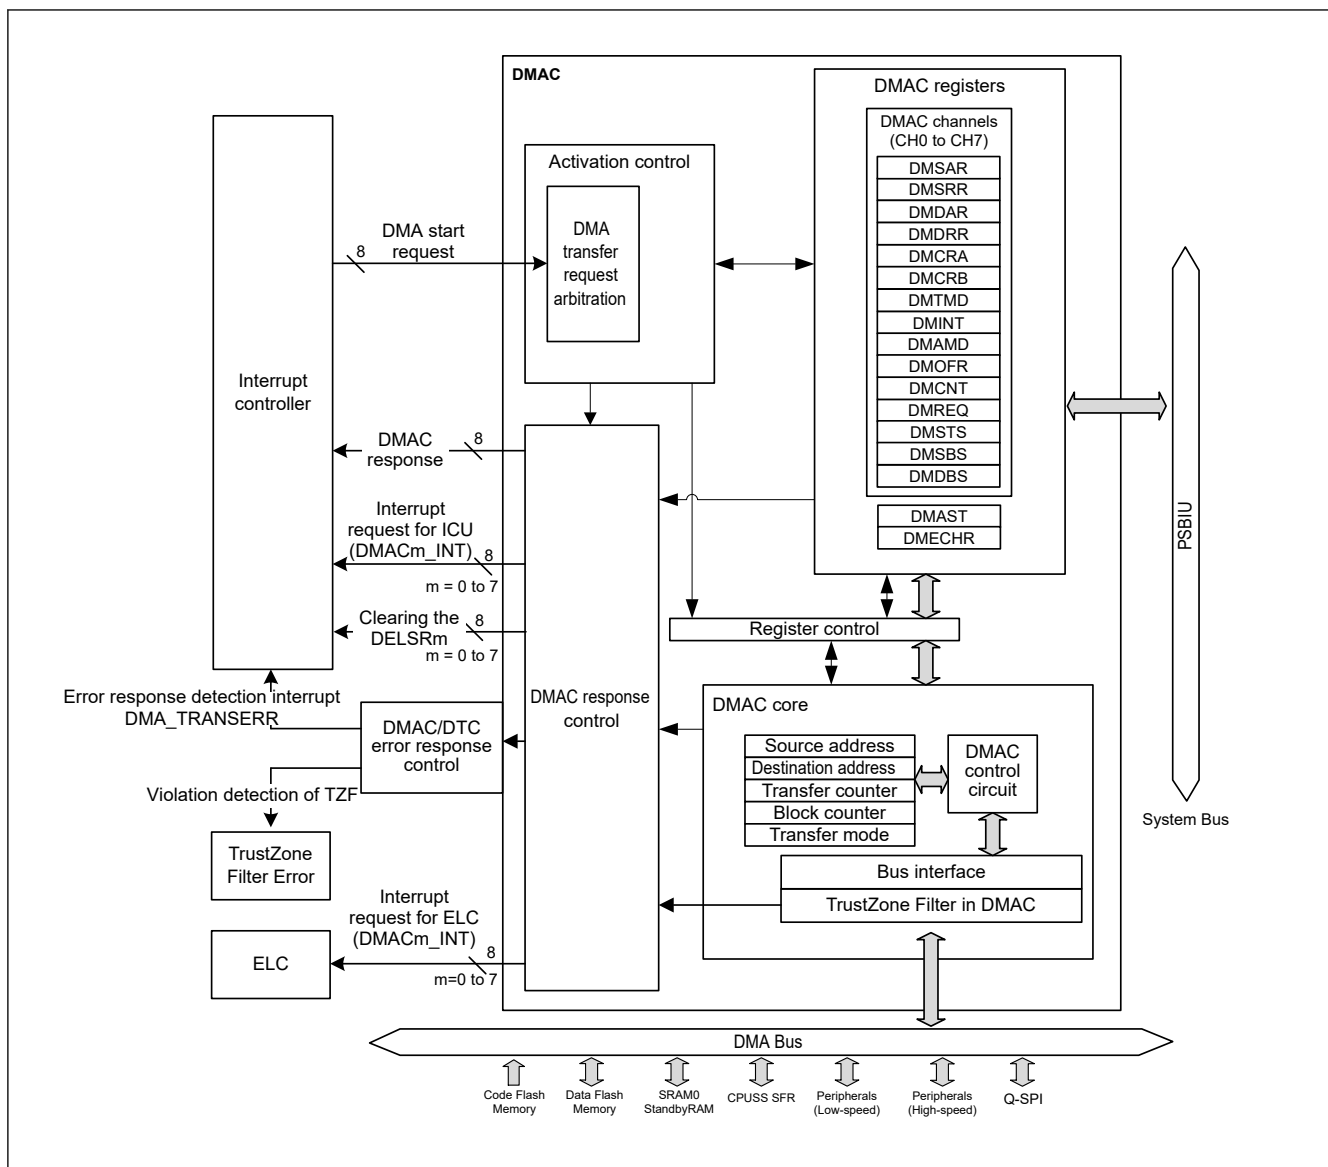 DMAC
DMAC registers
DMAC channels
(CH0 to CH7)
DMSAR
DMSRR
DMDAR
DMDRR
DMCRA
DMCRB
DMTMD
DMINT
DMAMD
DMOFR
DMCNT
DMREQ
DMSTS
DMSBS
DMDBS
DMAST
DMECHR
Activation control
DMA
transfer
request
arbitration
DMA start
request
8
Interrupt
controller
DMAC
response
8
Interrupt
request for ICU
(DMACm_INT)
8
m = 0 to 7
Clearing the
DELSRm
8
m = 0 to 7
Error response detection interrupt
DMA_TRANSERR
DMAC/DTC
error response
control
Violation detection of TZF
TrustZone
Filter Error
Interrupt
request for ELC
(DMACm_INT)
8
m=0 to 7
ELC
DMAC response
control
Register control
DMAC core
Source address
Destination address
Transfer counter
Block counter
Transfer mode
DMAC
control
circuit
Bus interface
TrustZone Filter in DMAC
PSBIU
System Bus
DMA Bus
Code Flash
Memory
Data Flash
Memory
SRAM0
StandbyRAM
CPUSS SFR
Peripherals
(Low-speed)
Peripherals
(High-speed)
Q-SPI